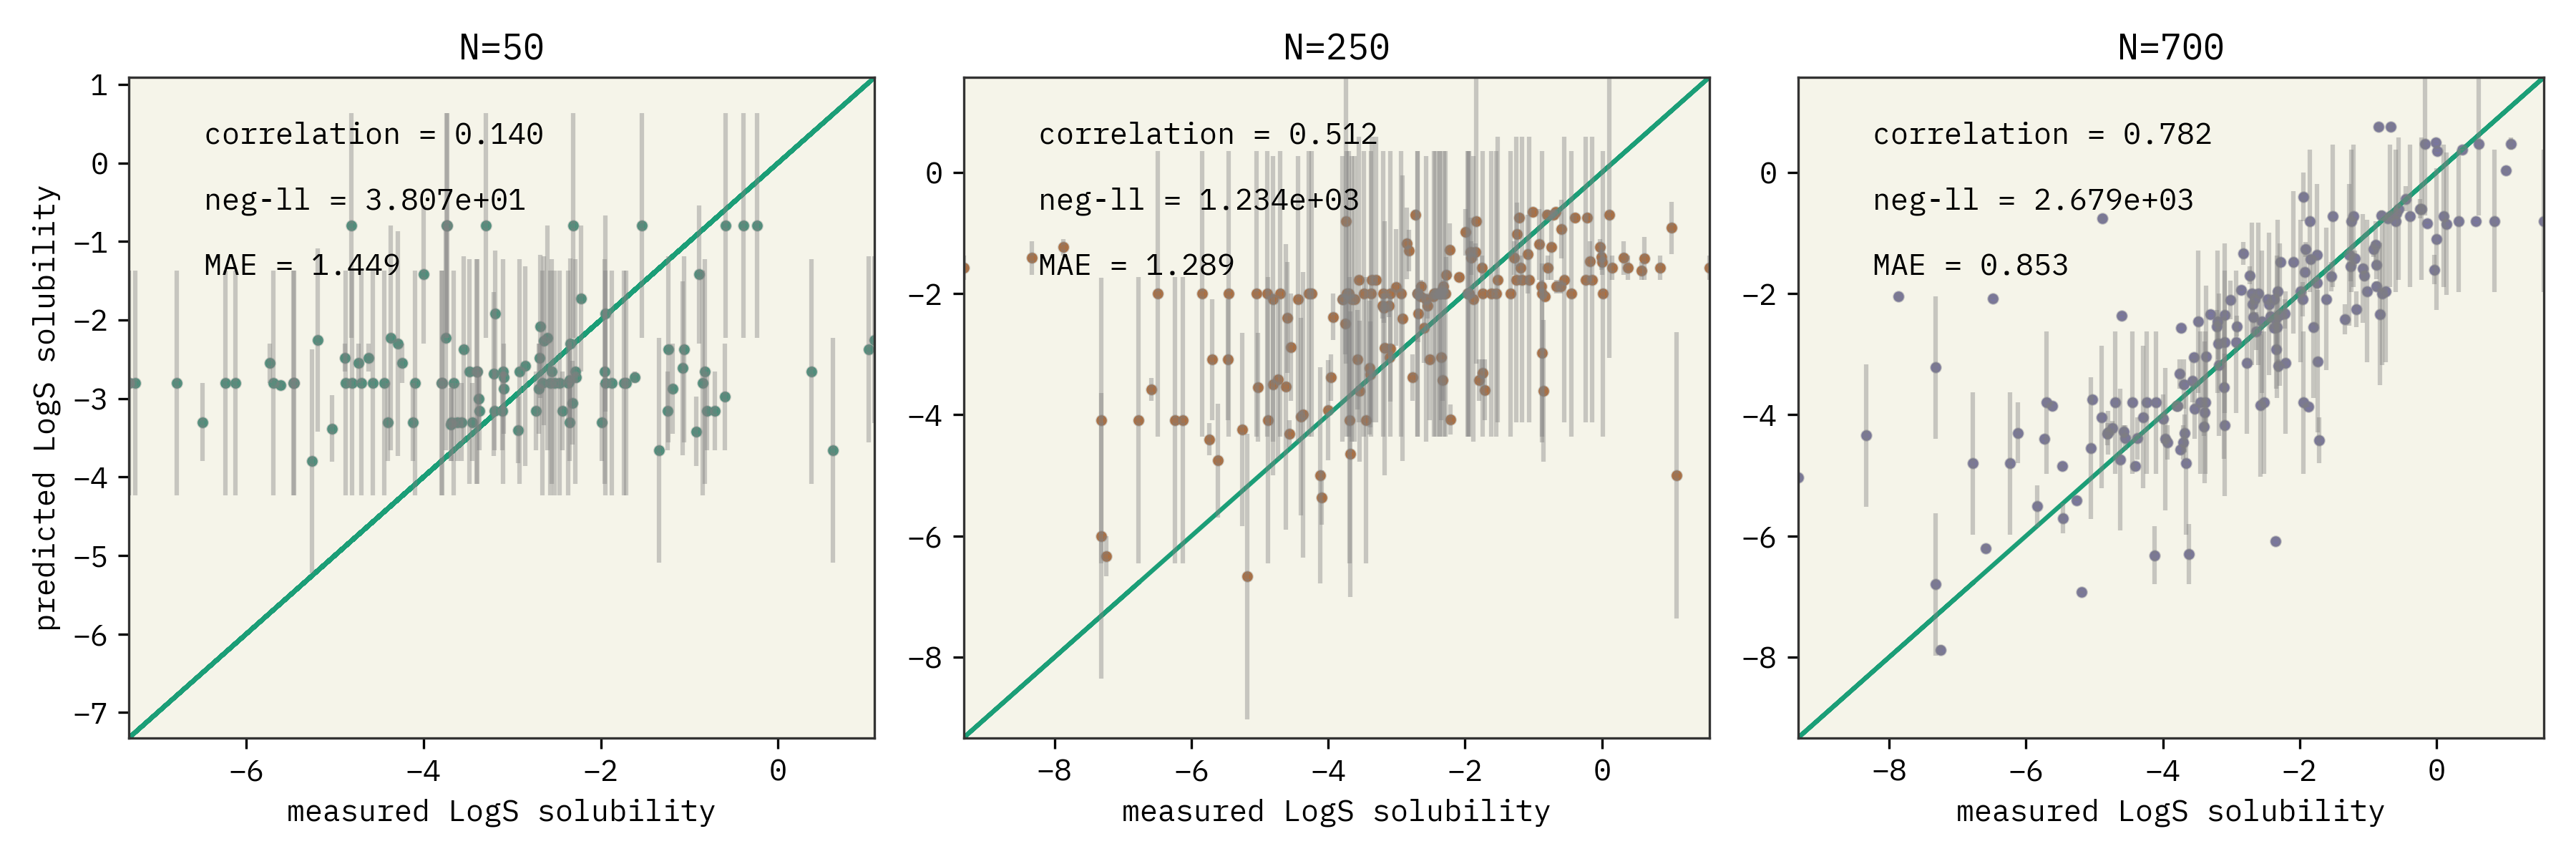 N=50
correlation = 0.140
neg-ll = 3.807e+01
MAE = 1.449
1
0
−1
−2
−3
−4
−5
−6
−7
predicted LogS solubility
−6
−4
−2
0
measured LogS solubility
N=250
correlation = 0.512
neg-ll = 1.234e+03
MAE = 1.289
0
−2
−4
−6
−8
−8
−6
−4
−2
0
measured LogS solubility
N=700
correlation = 0.782
neg-ll = 2.679e+03
MAE = 0.853
0
−2
−4
−6
−8
−8
−6
−4
−2
0
measured LogS solubility